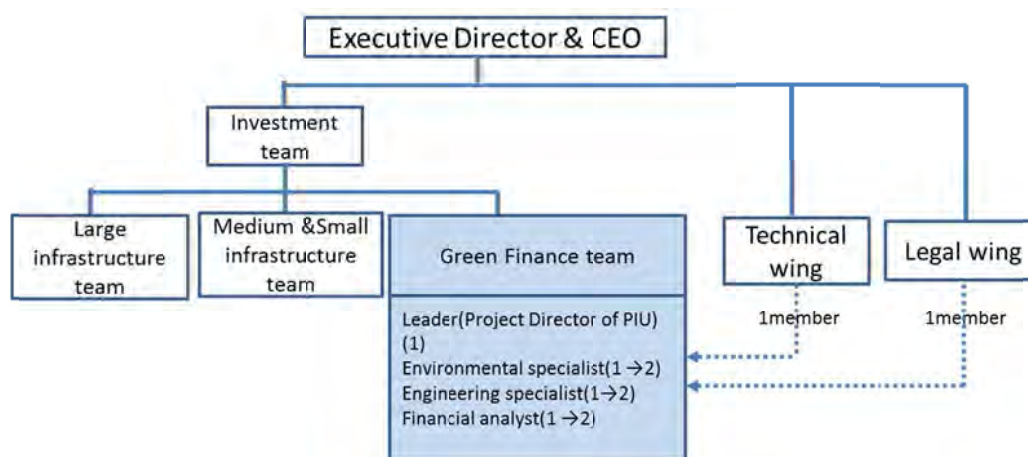 Executive Director & CEO
Investment
team
Large
infrastructure
team
Medium &Small
infrastructure
team
Green Finance team
Technical
wing
Legal wing
1member
1member
Leader(Project Director of PIU)
(1)
Environmental specialist(1 →2)
Engineering specialist(1→2)
Financial analyst(1 →2)